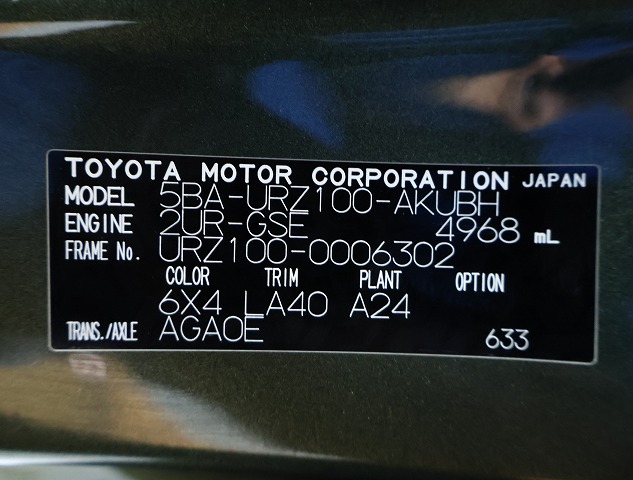 TOYOTA MOTOR CORPORATION JAPAN
MODEL 5BA-URZ100-AKUBH
ENGINE 2UR-GSE 4968 mL
FRAME No. URZ100-0006302
COLOR TRIM PLANT OPTION
6X4 LA40 A24
TRANS./AXLE AGA0E 633